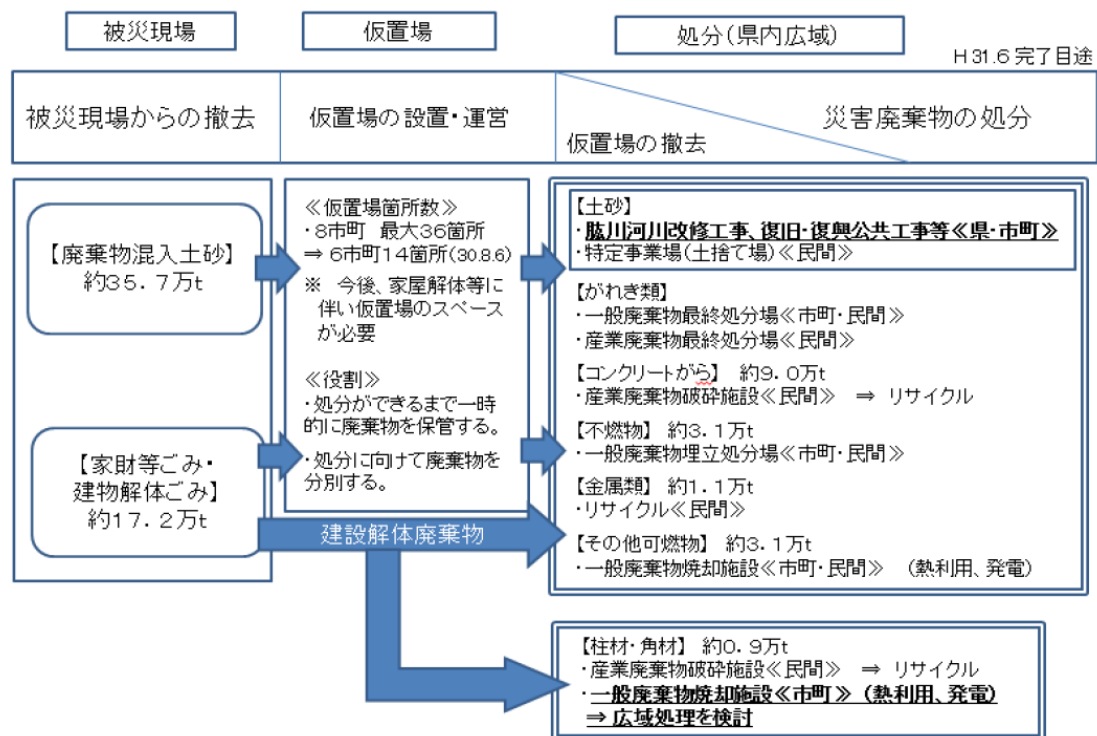 被災現場
仮置場
処分(県内広域)
H31.6完了目途
被災現場からの撤去
仮置場の設置・運営
仮置場の撤去
災害廃棄物の処分
【廃棄物混入土砂】
約35.7万t
【家財等ごみ・
建物解体ごみ】
約17.2万t
≪仮置場箇所数≫
・8市町 最大36箇所
⇒ 6市町14箇所(30.8.6)
※ 今後、家屋解体等に
伴い仮置場のスペース
が必要
≪役割≫
・処分ができるまで一時
的に廃棄物を保管する。
・処分に向けて廃棄物を
分別する。
建設解体廃棄物
【土砂】
・肱川河川改修工事、復旧・復興公共工事等≪県・市町≫
・特定事業場(土捨て場)≪民間≫
【がれき類】
・一般廃棄物最終処分場≪市町・民間≫
・産業廃棄物最終処分場≪民間≫
【コンクリートがら】 約9.0万t
・産業廃棄物破砕施設≪民間≫ ⇒ リサイクル
【不燃物】 約3.1万t
・一般廃棄物埋立処分場≪市町・民間≫
【金属類】 約1.1万t
・リサイクル≪民間≫
【その他可燃物】 約3.1万t
・一般廃棄物焼却施設≪市町・民間≫ (熱利用、発電)
【柱材・角材】 約0.9万t
・産業廃棄物破砕施設≪民間≫ ⇒ リサイクル
・一般廃棄物焼却施設≪市町≫ (熱利用、発電)
⇒ 広域処理を検討